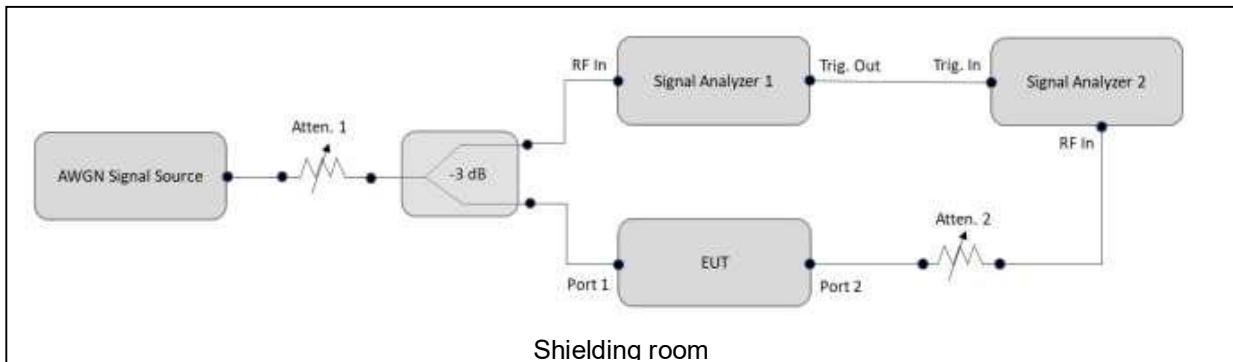 RF In
Signal Analyzer 1
Trig. Out
Trig. In
Signal Analyzer 2
RF In
Atten. 1
AWGN Signal Source
-3 dB
Atten. 2
EUT
Port 1
Port 2
Shielding room